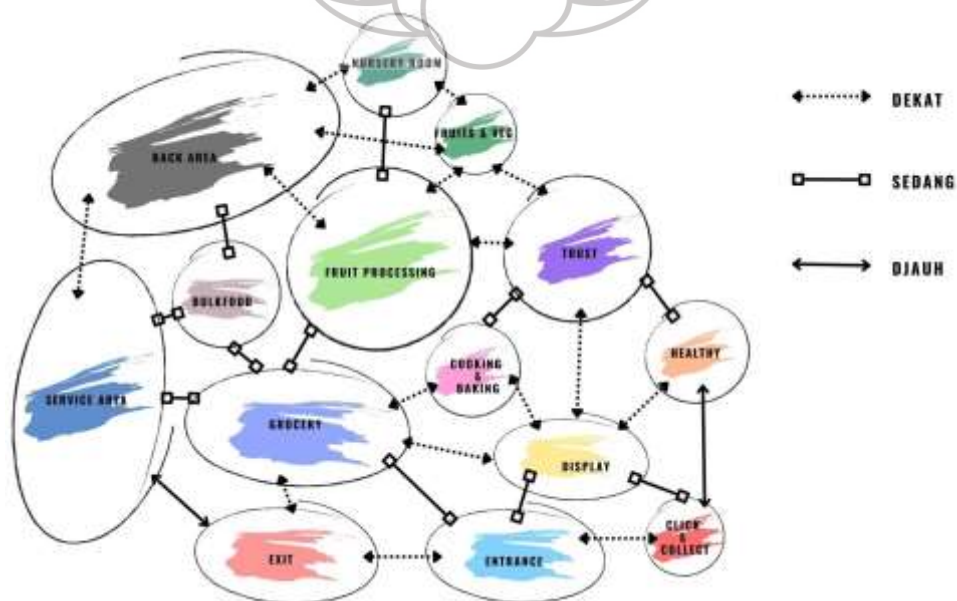 NURSERY ROOM
DEKAT
FRUITS & VEG
BACK AREA
SEDANG
TRUST
DJAUH
FRUIT PROCESSING
BULKFOOD
HEALTHY
COOKING
&
BAKING
SERVICE AREA
GROCERY
DISPLAY
CLICK
&
COLLECT
EXIT
ENTRANCE